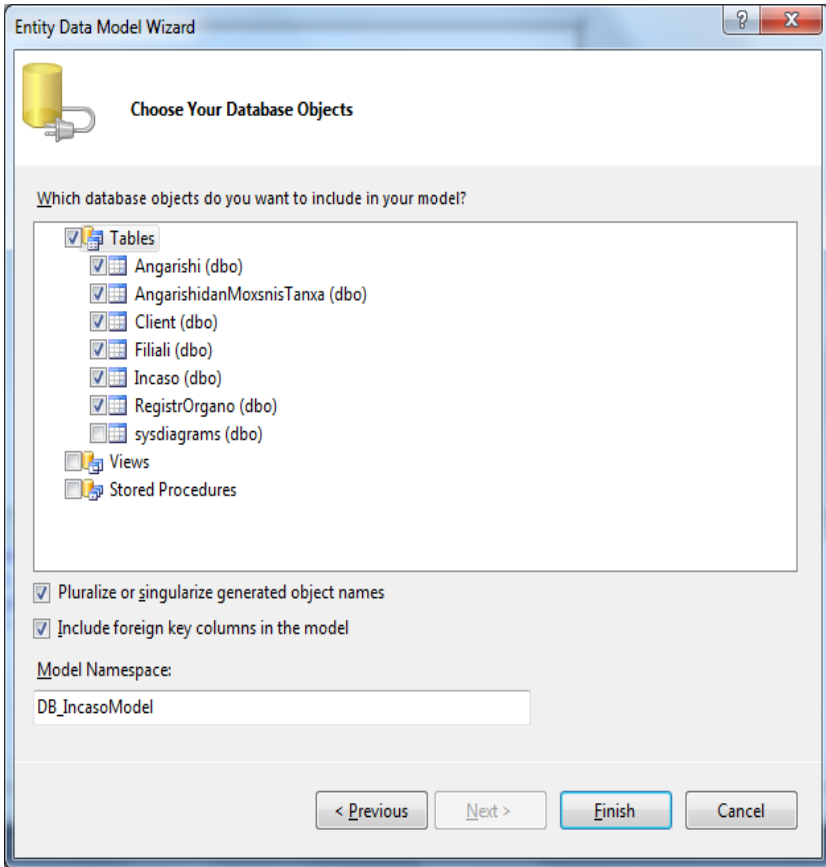 Entity Data Model Wizard
?
X
Choose Your Database Objects
Which database objects do you want to include in your model?
Tables
Angarishi (dbo)
AngarishidanMoxsnisTanxa (dbo)
Client (dbo)
Filiali (dbo)
Incaso (dbo)
RegistrOrgano (dbo)
sysdiagrams (dbo)
Views
Stored Procedures
Pluralize or singularize generated object names
Include foreign key columns in the model
Model Namespace:
DB_IncasoModel
< Previous
Next >
Finish
Cancel